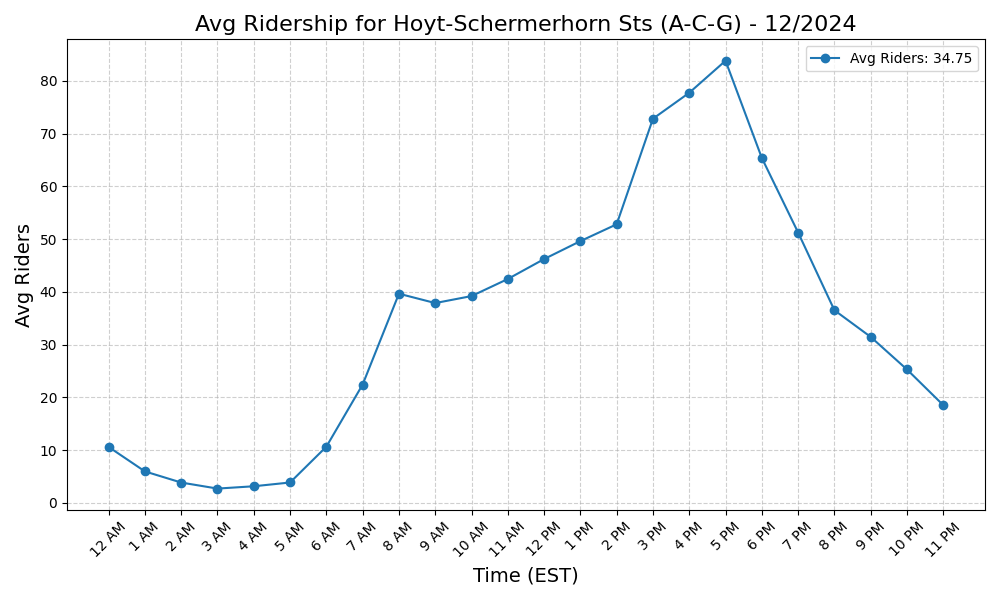 Avg Ridership for Hoyt-Schermerhorn Sts (A-C-G) - 12/2024
Avg Riders: 34.75
Avg Riders
80
70
60
50
40
30
20
10
0
12 AM
1 AM
2 AM
3 AM
4 AM
5 AM
6 AM
7 AM
8 AM
9 AM
10 AM
11 AM
12 PM
1 PM
2 PM
3 PM
4 PM
5 PM
6 PM
7 PM
8 PM
9 PM
10 PM
11 PM
Time (EST)